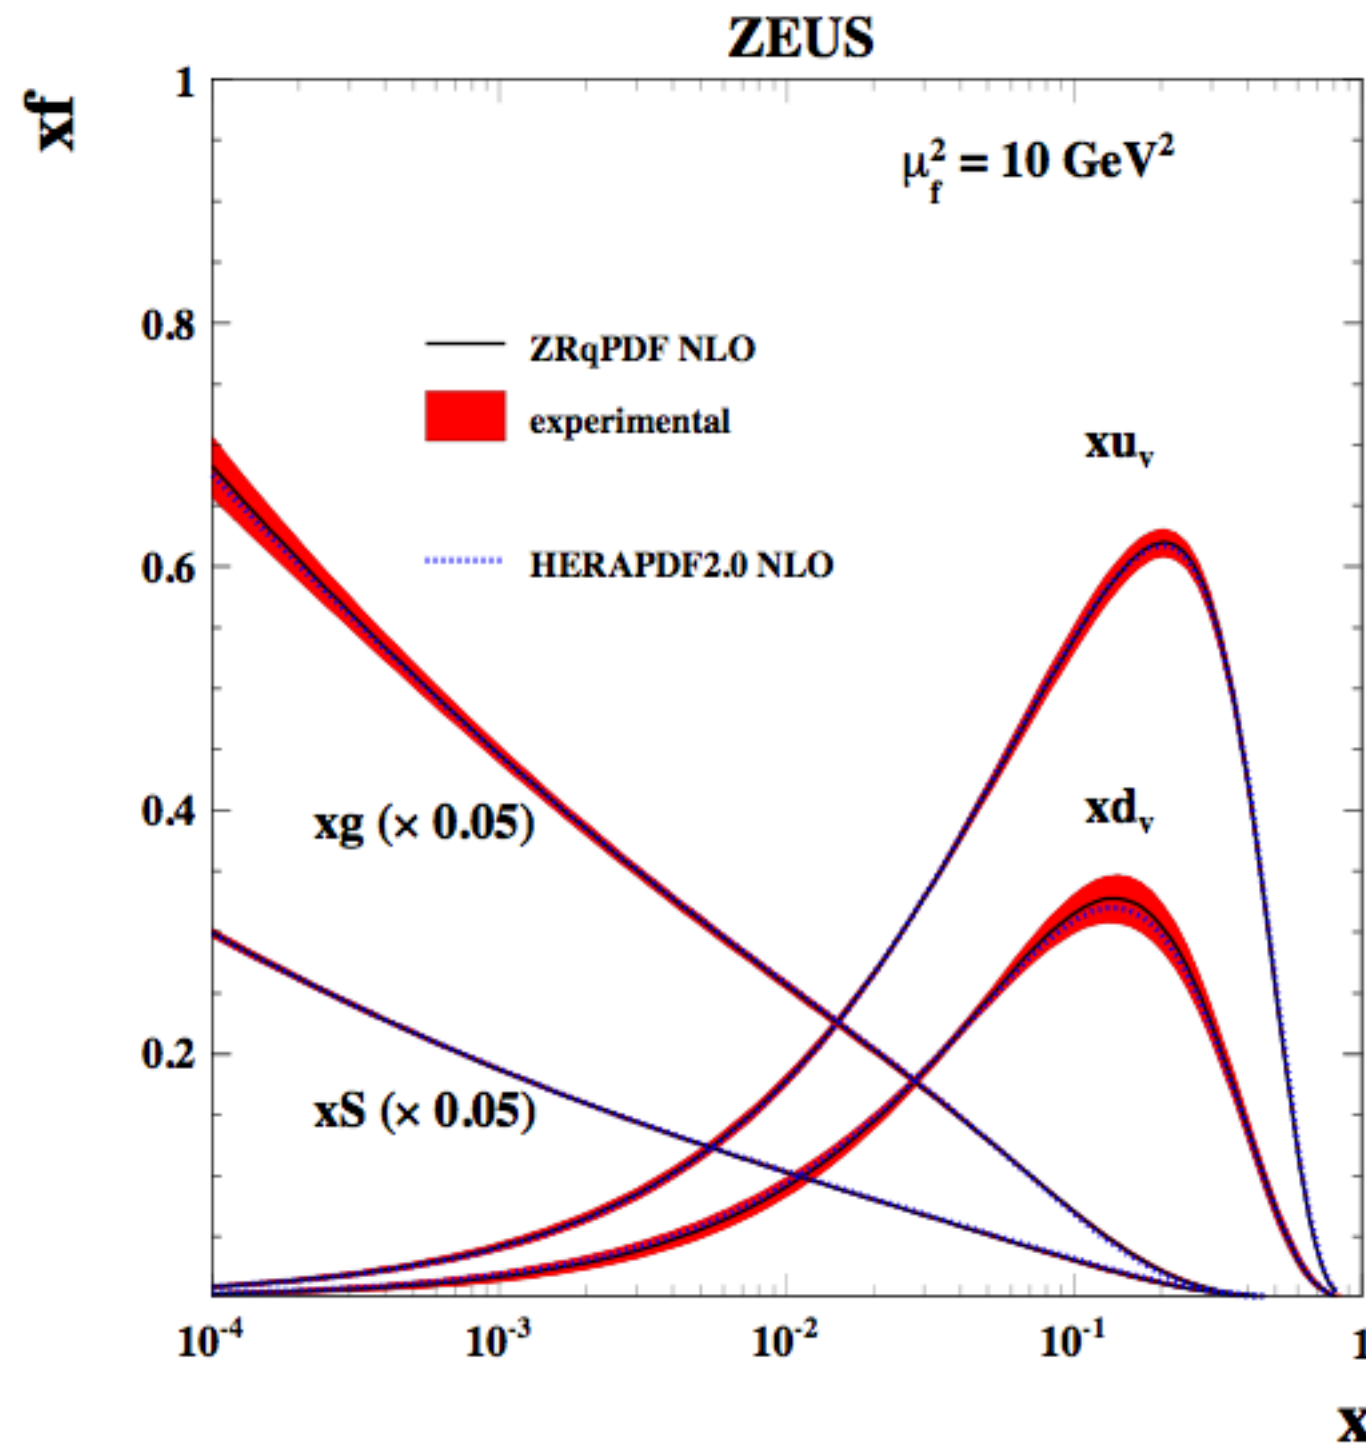 ZEUS
xf
μ_f^2 = 10 GeV^2
ZRqPDF NLO
experimental
HERAPDF2.0 NLO
xu_v
xd_v
xg (× 0.05)
xS (× 0.05)
1
0.8
0.6
0.4
0.2
10^-4 10^-3 10^-2 10^-1 1
x